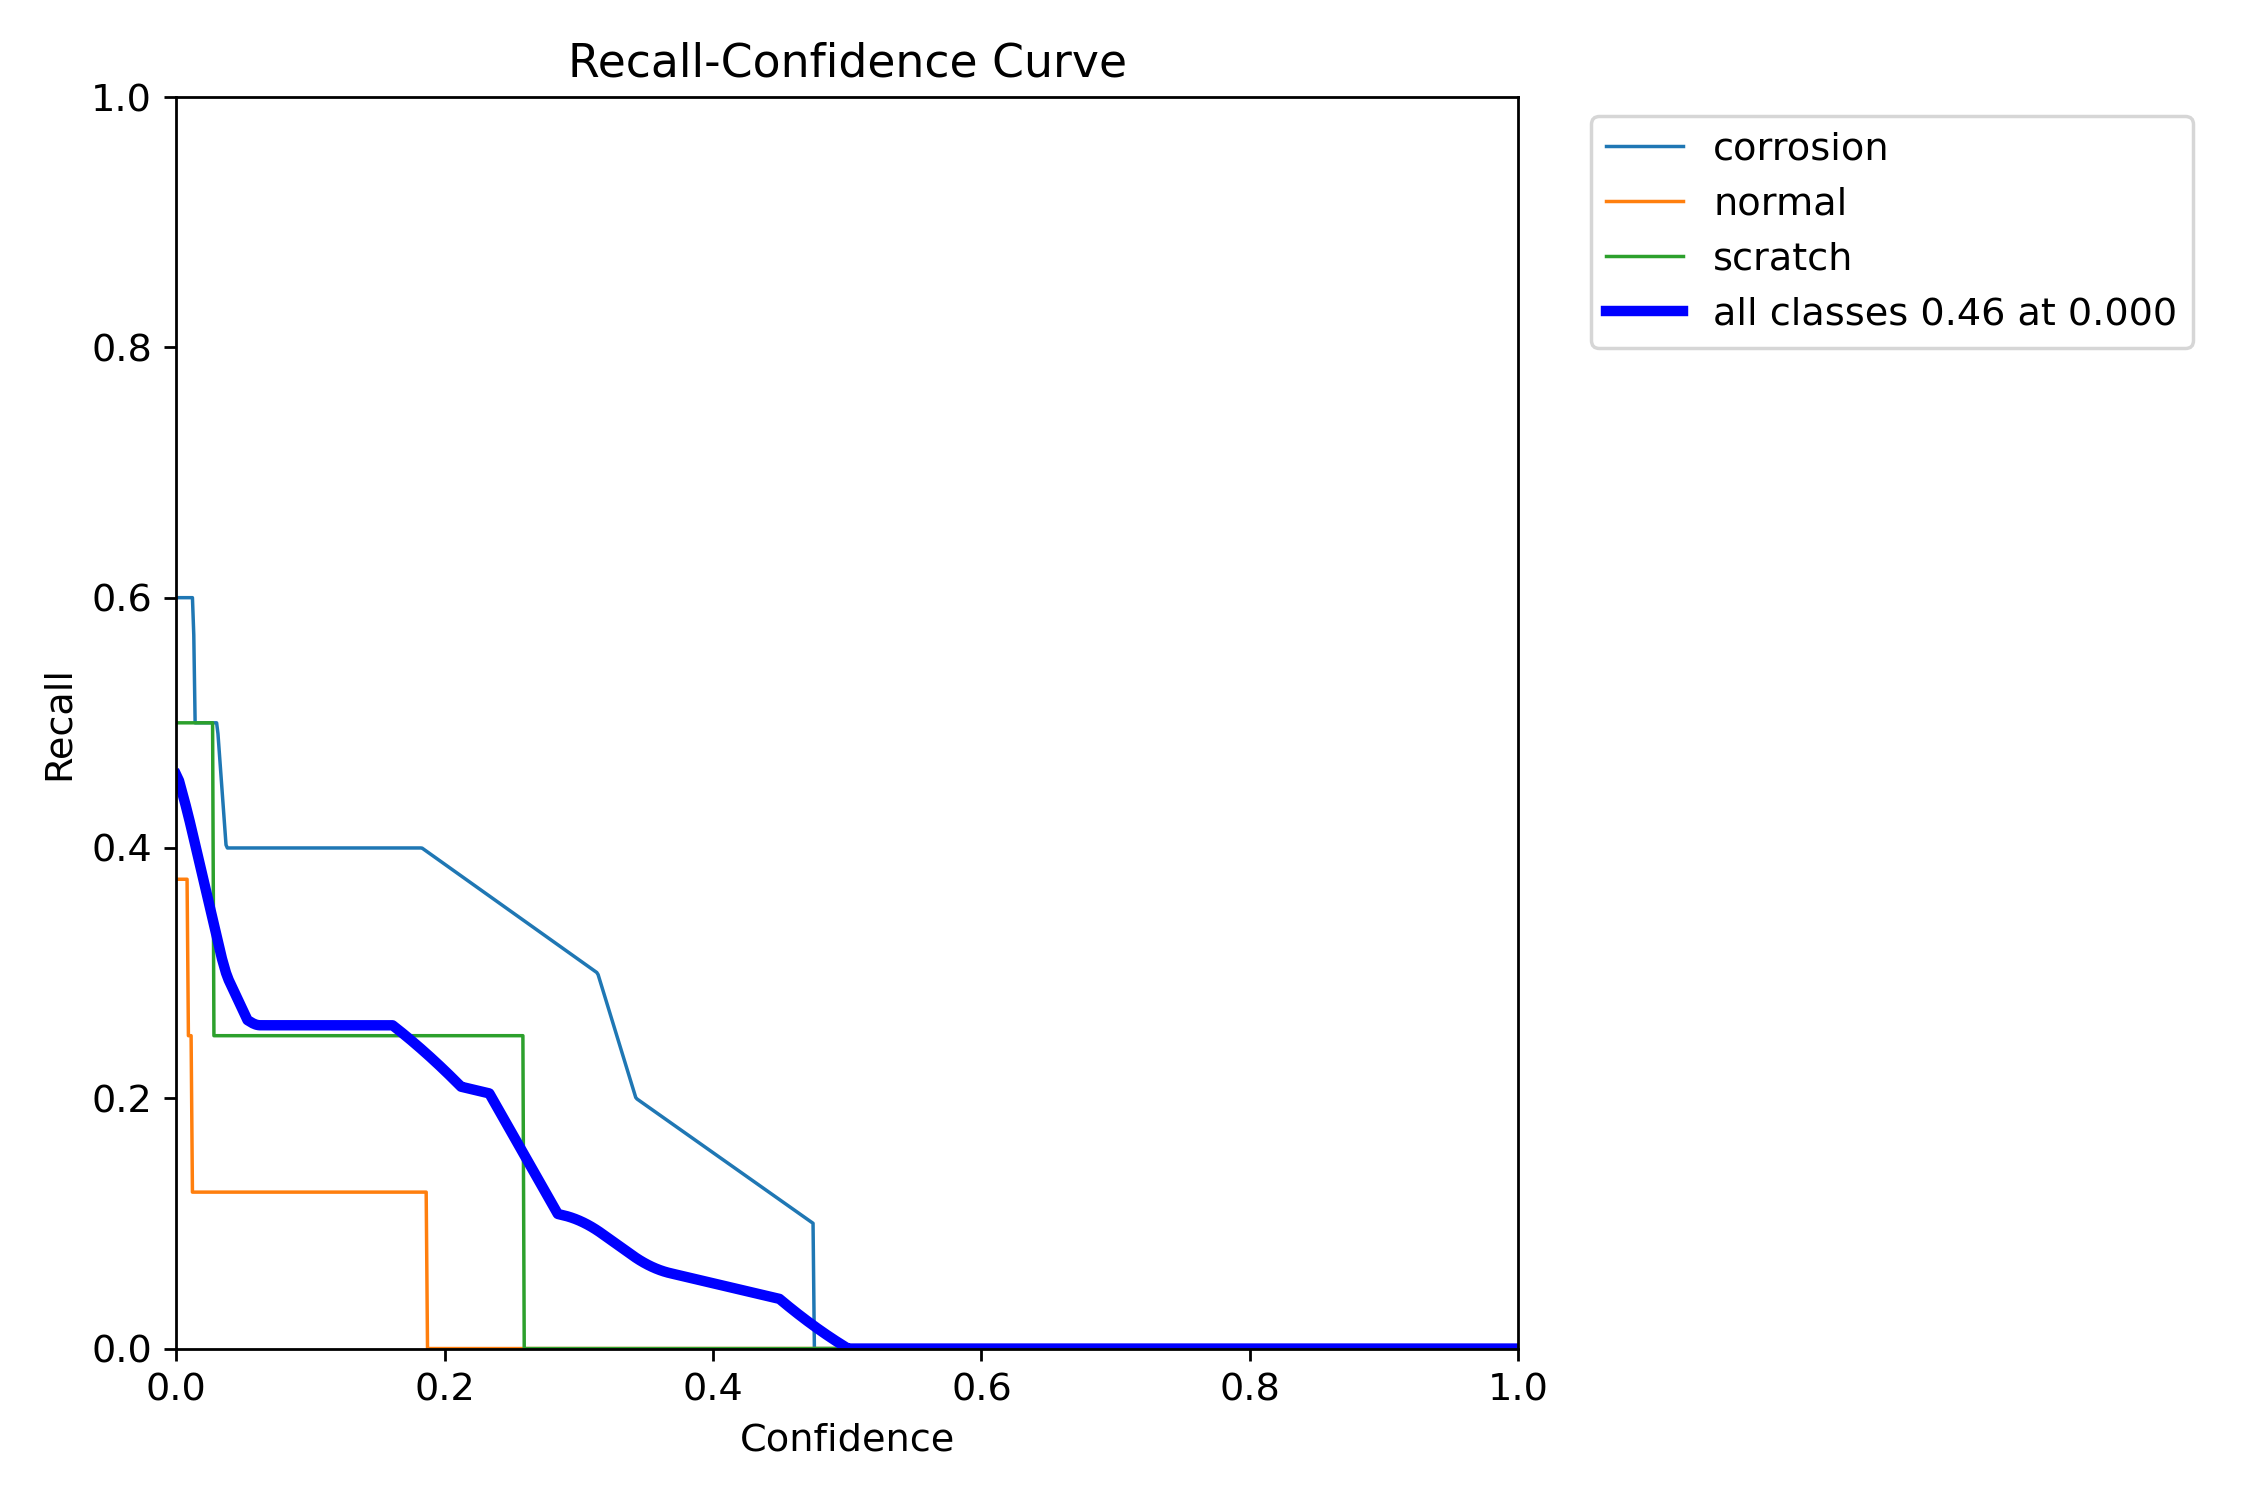 Recall-Confidence Curve
1.0
0.8
0.6
0.4
0.2
0.0
Recall
0.0 0.2 0.4 0.6 0.8 1.0
Confidence
corrosion
normal
scratch
all classes 0.46 at 0.000